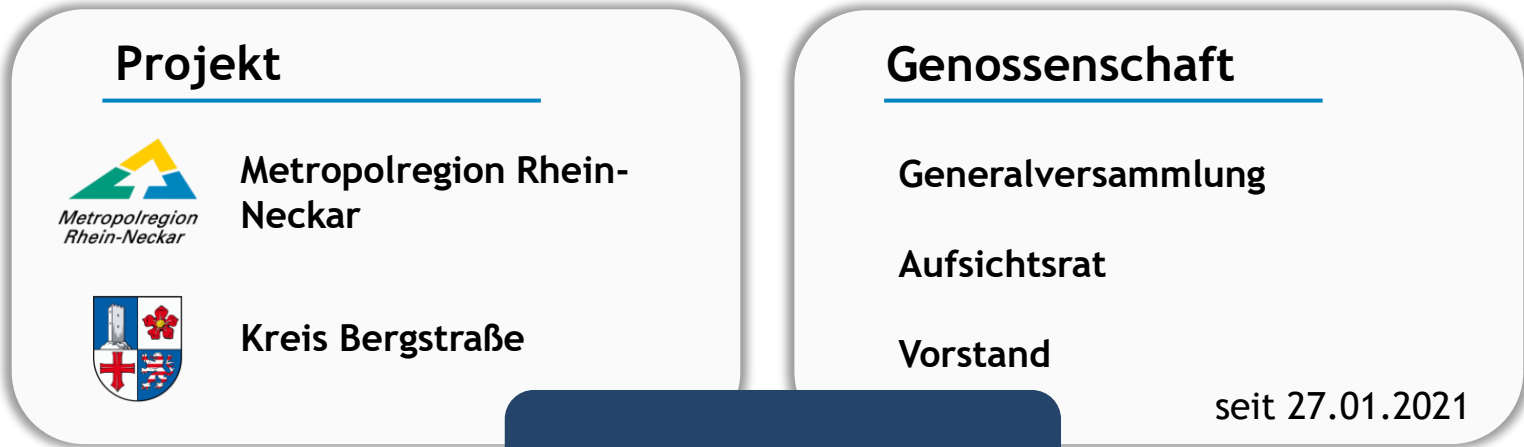 Projekt
Metropolregion
Rhein-Neckar
Metropolregion Rhein-
Neckar
Kreis Bergstraße
Genossenschaft
Generalversammlung
Aufsichtsrat
Vorstand
seit 27.01.2021